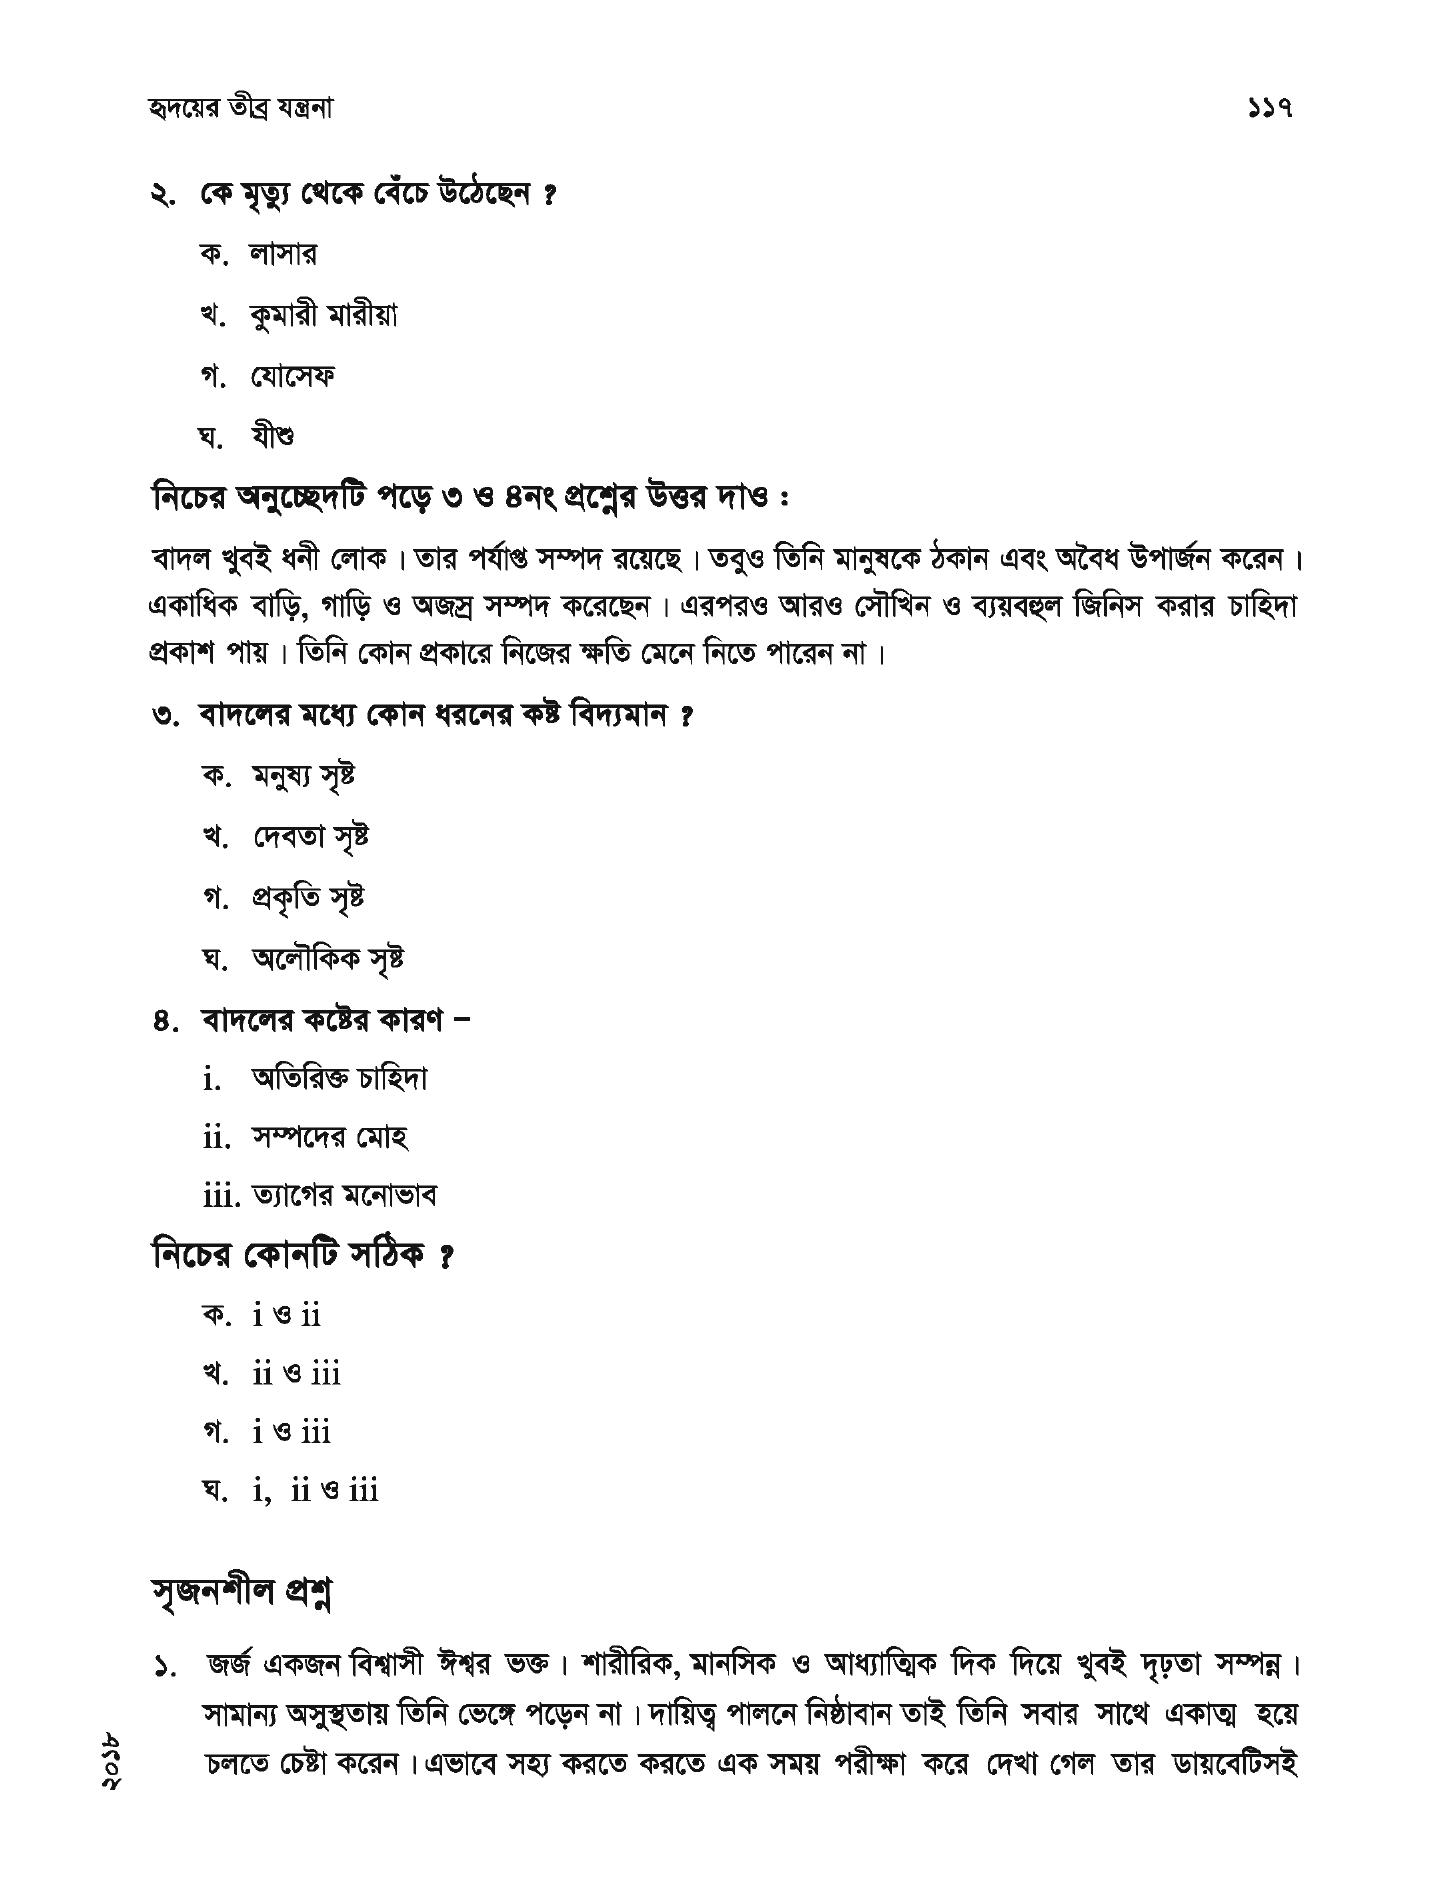 হৃদয়ের তীব্র যন্ত্রনা ১১৭
২. কে মৃত্যু থেকে বেঁচে উঠেছেন ?
ক. লাসার
খ. কুমারী মারীয়া
গ. যোসেফ
ঘ. যীশু
নিচের অনুচ্ছেদটি পড়ে ৩ ও ৪নং প্রশ্নের উত্তর দাও :
বাদল খুবই ধনী লোক । তার পর্যাপ্ত সম্পদ রয়েছে । তবুও তিনি মানুষকে ঠকান এবং অবৈধ উপার্জন করেন ।
একাধিক বাড়ি, গাড়ি ও অজস্র সম্পদ করেছেন । এরপরও আরও সৌখিন ও ব্যয়বহুল জিনিস করার চাহিদা
প্রকাশ পায় । তিনি কোন প্রকারে নিজের ক্ষতি মেনে নিতে পারেন না ।
৩. বাদলের মধ্যে কোন ধরনের কষ্ট বিদ্যমান ?
ক. মনুষ্য সৃষ্ট
খ. দেবতা সৃষ্ট
গ. প্রকৃতি সৃষ্ট
ঘ. অলৌকিক সৃষ্ট
৪. বাদলের কষ্টের কারণ –
i. অতিরিক্ত চাহিদা
ii. সম্পদের মোহ
iii. ত্যাগের মনোভাব
নিচের কোনটি সঠিক ?
ক. i ও ii
খ. ii ও iii
গ. i ও iii
ঘ. i, ii ও iii
সৃজনশীল প্রশ্ন
১. জর্জ একজন বিশ্বাসী ঈশ্বর ভক্ত । শারীরিক, মানসিক ও আধ্যাত্মিক দিক দিয়ে খুবই দৃঢ়তা সম্পন্ন ।
সামান্য অসুস্থতায় তিনি ভেঙ্গে পড়েন না । দায়িত্ব পালনে নিষ্ঠাবান তাই তিনি সবার সাথে একাত্ম হয়ে
চলতে চেষ্টা করেন । এভাবে সহ্য করতে করতে এক সময় পরীক্ষা করে দেখা গেল তার ডায়বেটিসই
২০১৮